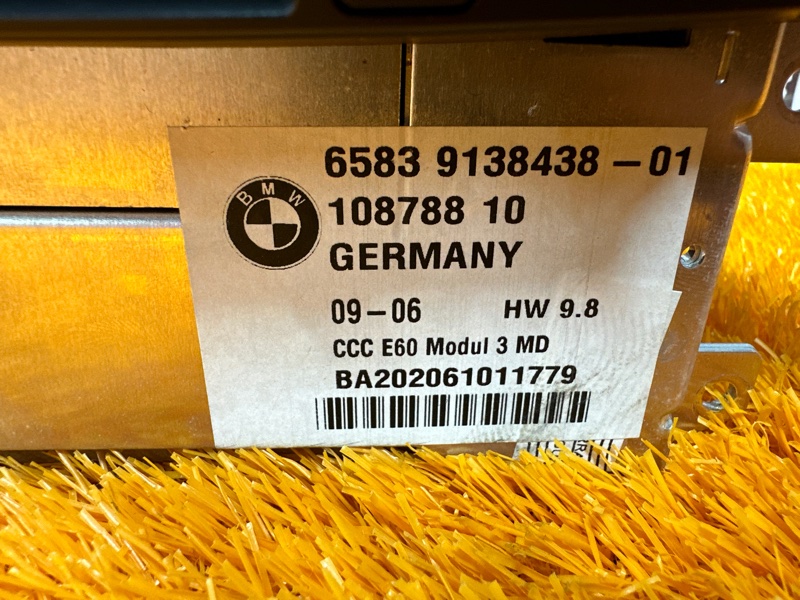 BMW
6583 9138438-01
108788 10
GERMANY
09-06 HW 9.8
CCC E60 Modul 3 MD
BA202061011779